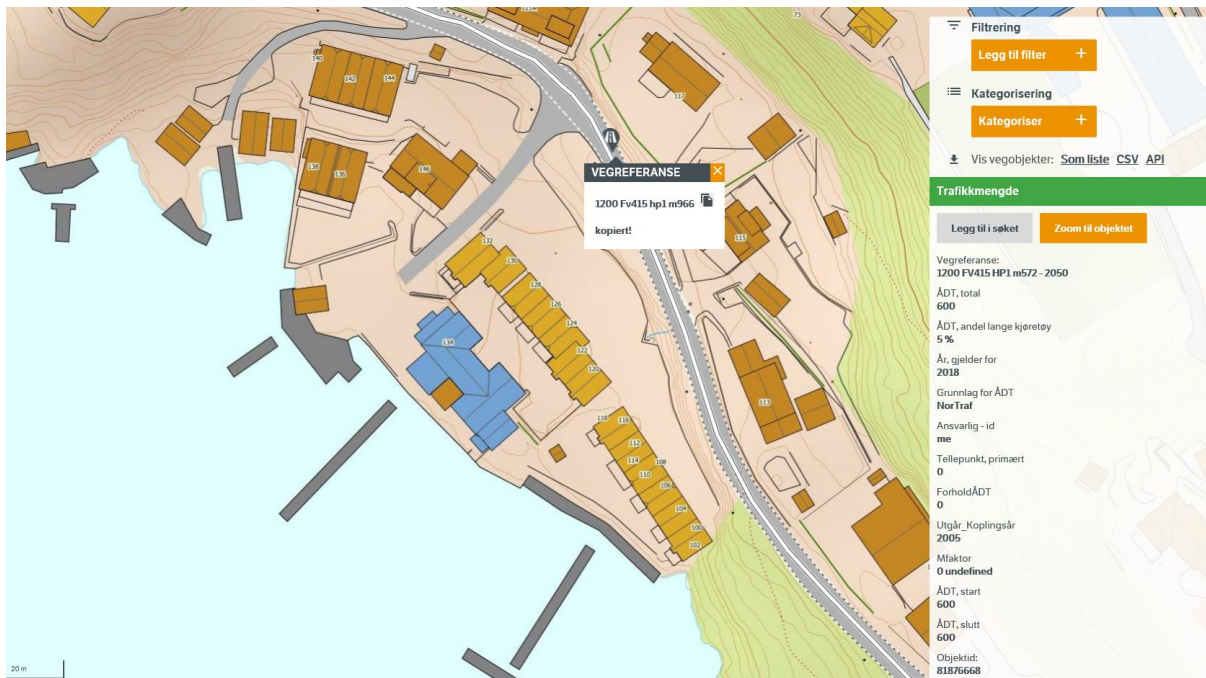 73
140
142
144
117
138
136
146
VEGREFERANSE
1200 Fv415 hp1 m966
kopiert!
115
132
130
128
126
124
122
120
134
113
118
116
112
114
108
110
106
104
100
102
20 m
Filtrering
Legg til filter +
Kategorisering
Kategoriser +
Vis vegobjekter: Som liste CSV API
Trafikkmengde
Legg til i søket Zoom til objektet
Vegreferanse:
1200 FV415 HP1 m572 - 2050
ÅDT, total
600
ÅDT, andel lange kjøretøy
5 %
År, gjelder for
2018
Grunnlag for ÅDT
NorTraf
Ansvarlig - id
me
Tellepunkt, primært
0
ForholdÅDT
0
Utgår_Koplingsår
2005
Mfaktor
0 undefined
ÅDT, start
600
ÅDT, slutt
600
Objektid:
81876668